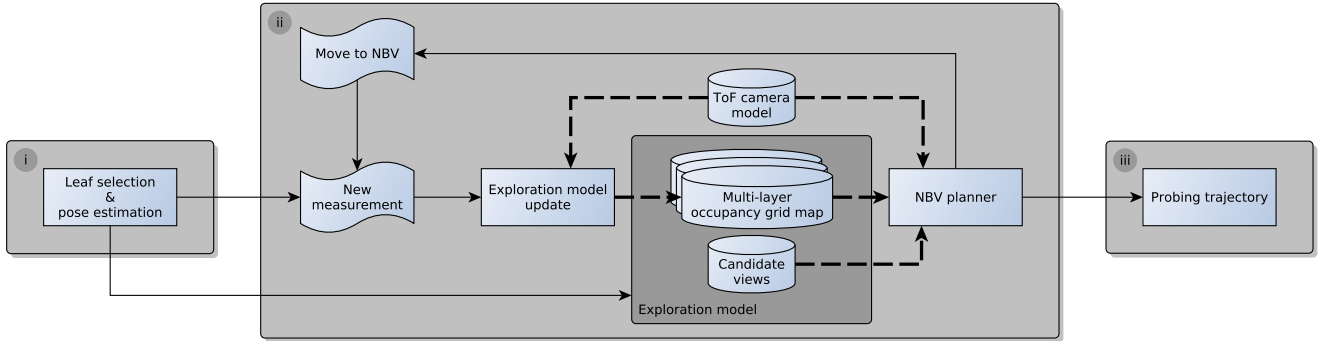 i
Leaf selection
&
pose estimation
ii
Move to NBV
New
measurement
Exploration model
update
ToF camera
model
Multi-layer
occupancy grid map
Candidate
views
Exploration model
NBV planner
iii
Probing trajectory